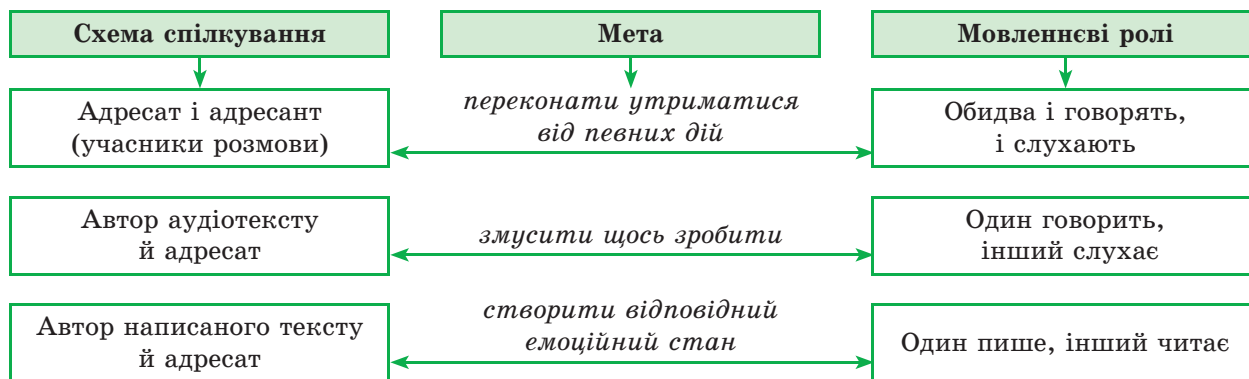 Схема спілкування
Мета
Мовленнєві ролі
Адресат і адресант
(учасники розмови)
переконати утриматися
від певних дій
Обидва і говорять,
і слухають
Автор аудіотексту
й адресат
змусити щось зробити
Один говорить,
інший слухає
Автор написаного тексту
й адресат
створити відповідний
емоційний стан
Один пише, інший читає